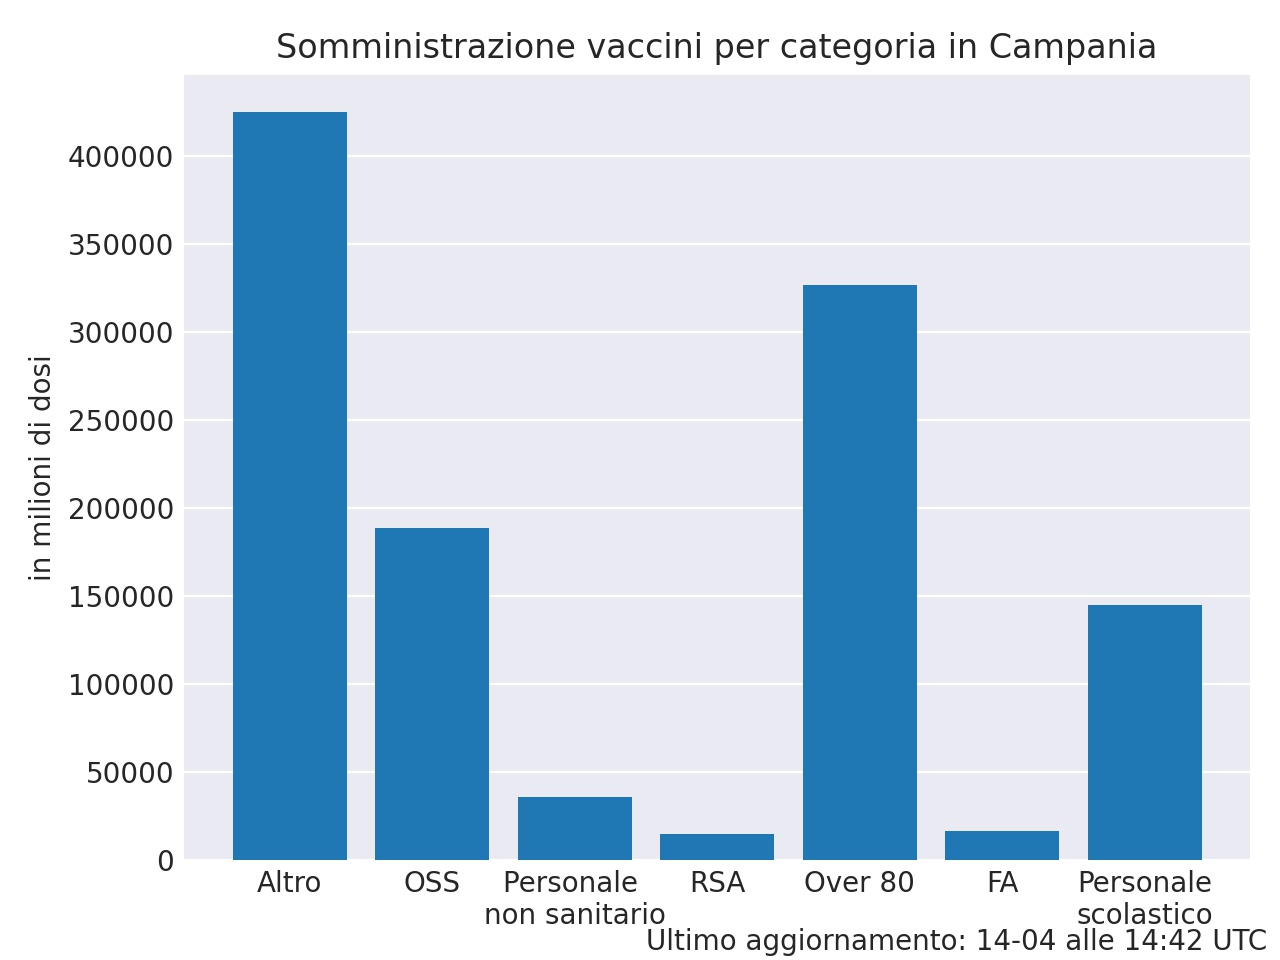 Somministrazione vaccini per categoria in Campania
in milioni di dosi
400000
350000
300000
250000
200000
150000
100000
50000
0
Altro
OSS
Personale
non sanitario
RSA
Over 80
FA
Personale
scolastico
Ultimo aggiornamento: 14-04 alle 14:42 UTC